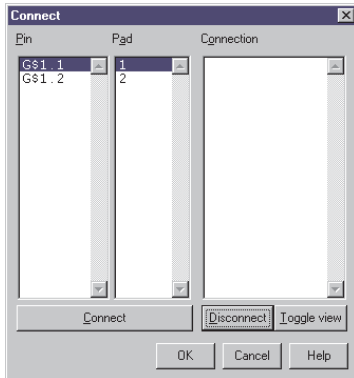 Connect
Pin Pad Connection
G$1.1 1
G$1.2 2
Connect Disconnect Toggle view
OK Cancel Help